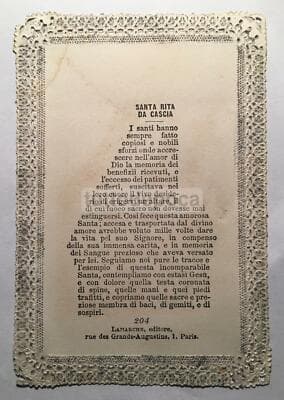 SANTA RITA
DA CASCIA
I santi hanno
sempre fatto
copiosi e nobili
sforzi onde accre-
scere nell'amor di
Dio la memoria dei
benefizii ricevuti, e
l'eccesso dei patimenti
sofferti, suscitava nel
loro cuore il vivo deside-
rio di erigervi un altare, il
di cui fuoco sacro non dovesse mai
estinguersi. Così fece questa amorosa
Santa; accesa e trasportata dal divino
amore avrebbe voluto mille volte dare
la vita pel suo Signore, in compenso
della sua immensa carita, e in memoria
del Sangue prezioso che aveva versato
per lei. Seguiamo noi pure le tracce e
l'esempio di questa incomparabile
Santa, contempliamo con estasi Gesù,
e con dolore quella testa coronata
di spine, quelle mani e quei piedi
trafitti, e copriamo quelle sacre e pre-
ziose membra di baci, di gemiti, e di
sospiri.
204
LAMARCHE, editore,
rue des Grands-Augustins, 1, Paris.